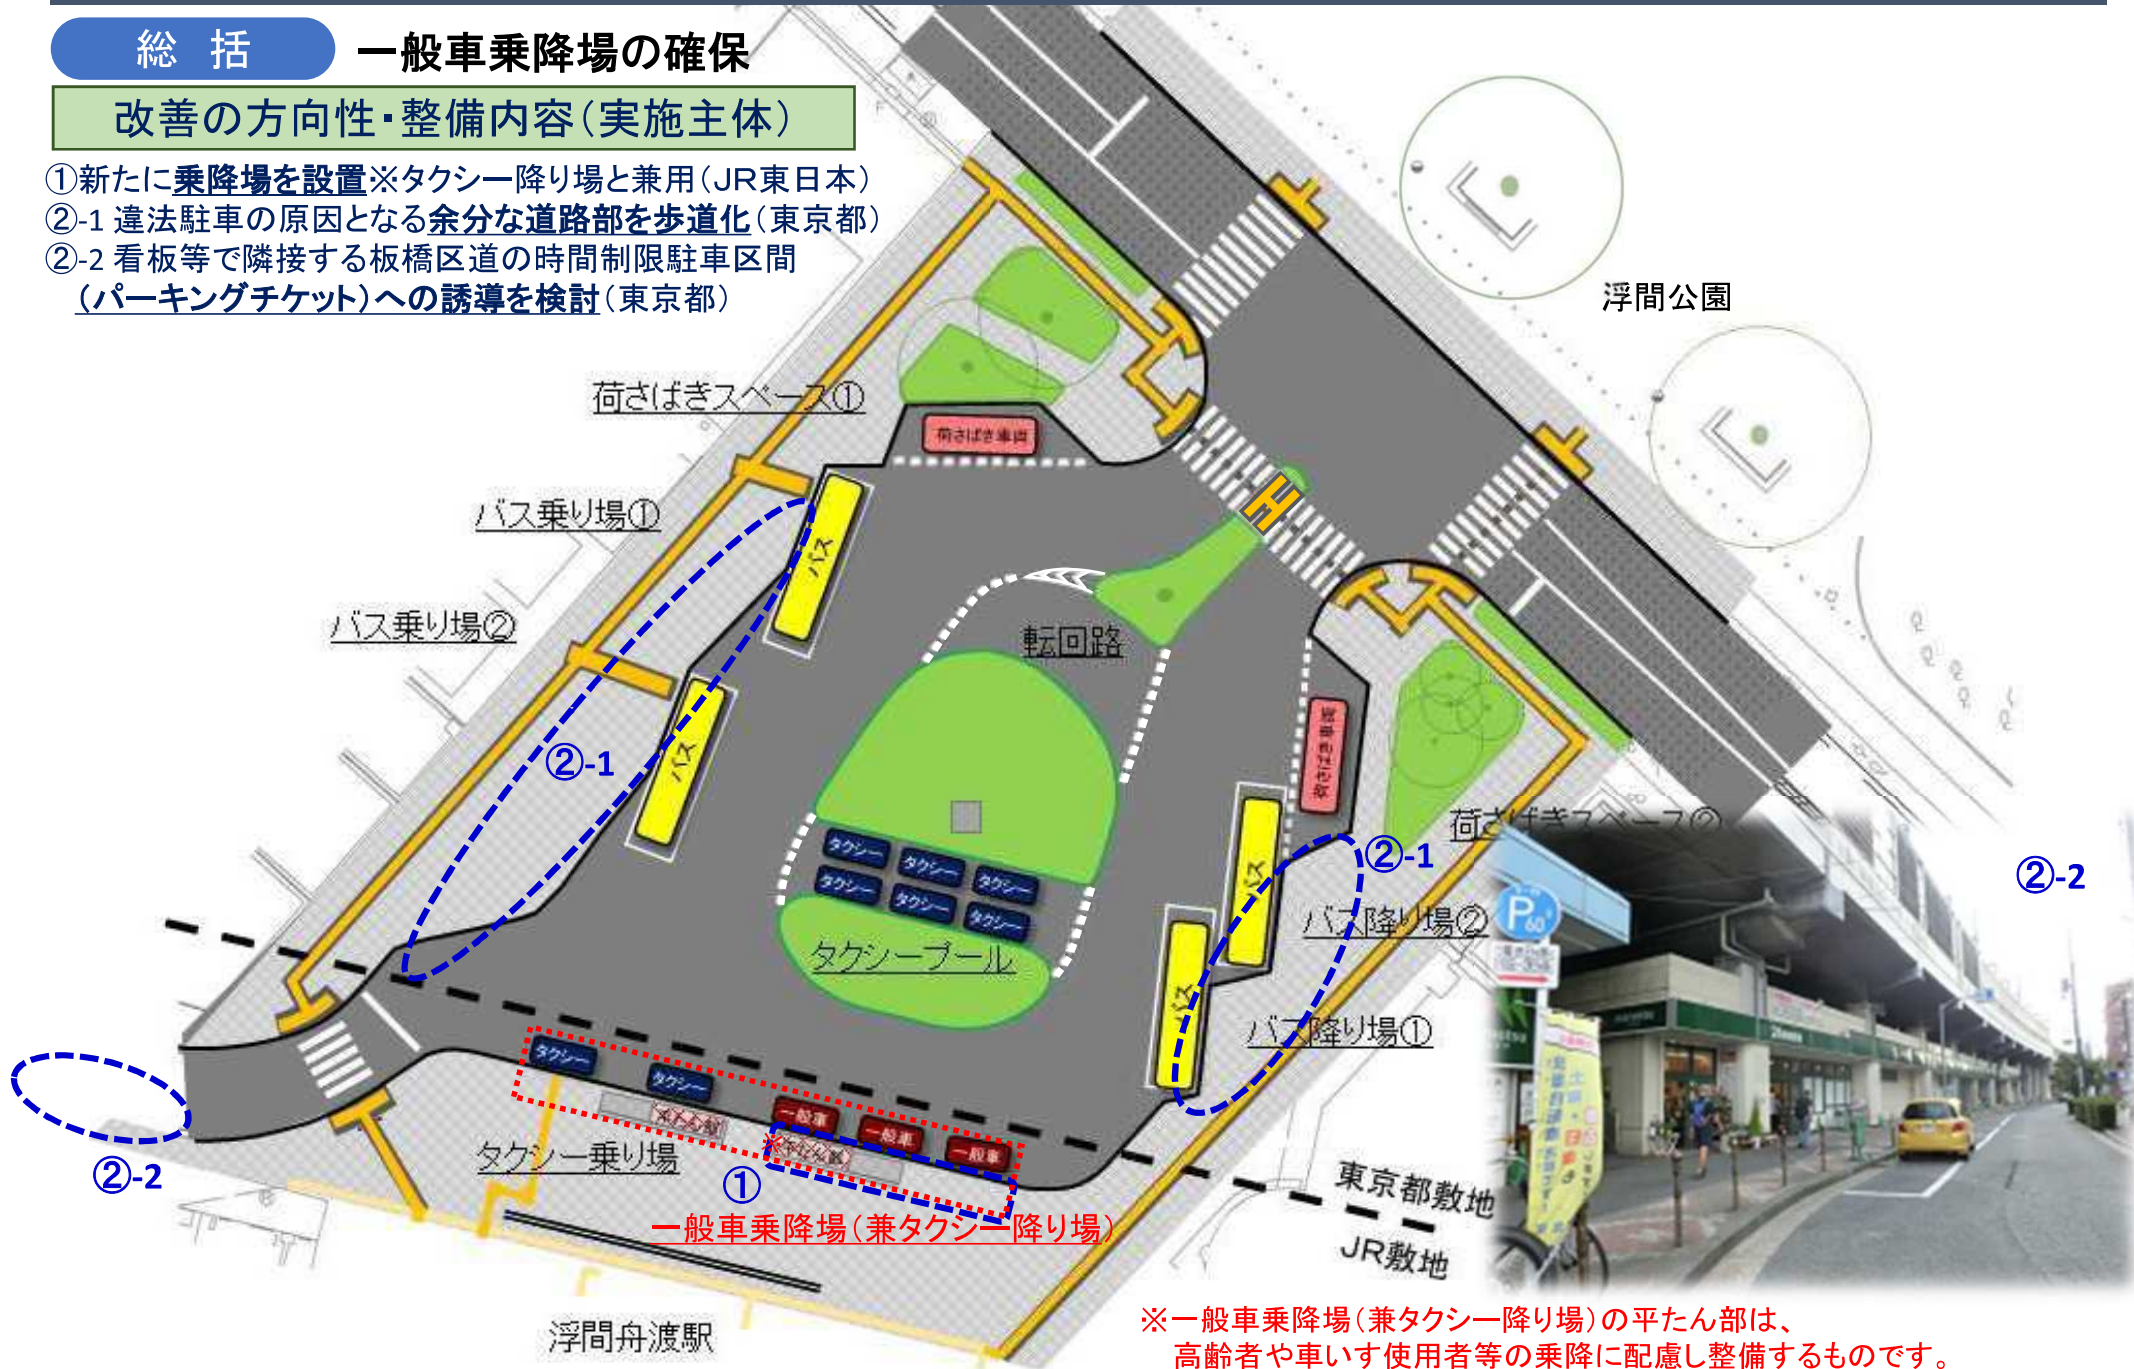 総 括
一般車乗降場の確保
改善の方向性・整備内容(実施主体)
①新たに乗降場を設置※タクシー降り場と兼用(JR東日本)
②-1 違法駐車の原因となる余分な道路部を歩道化(東京都)
②-2 看板等で隣接する板橋区道の時間制限駐車区間
(パーキングチケット)への誘導を検討(東京都)
浮間公園
荷さばきスペース①
荷さばき車両
バス乗り場①
バス
バス乗り場②
バス
②-1
転回路
荷さばき車両
荷さばきスペース②
②-1
②-2
タクシー
タクシー
タクシー
タクシー
タクシー
タクシー
タクシープール
バス
バス降り場②
バス
バス降り場①
P60
タクシー
タクシー
一般車
一般車
一般車
タクシー乗り場
①
※
一般車乗降場(兼タクシー降り場)
②-2
東京都敷地
JR敷地
浮間舟渡駅
※一般車乗降場(兼タクシー降り場)の平たん部は、
高齢者や車いす使用者等の乗降に配慮し整備するものです。